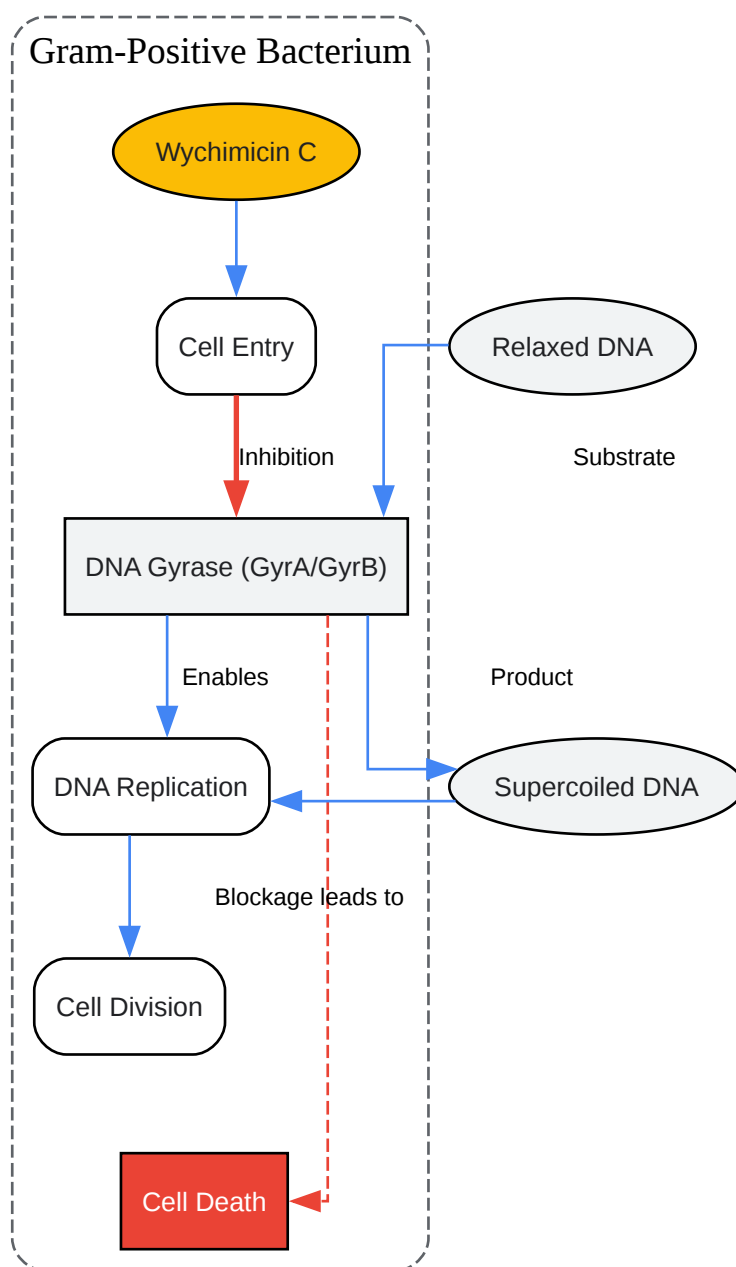 Gram-Positive Bacterium
Wychimicin C
Cell Entry
Relaxed DNA
Inhibition
Substrate
DNA Gyrase (GyrA/GyrB)
Enables
Product
DNA Replication
Supercoiled DNA
Blockage leads to
Cell Division
Cell Death